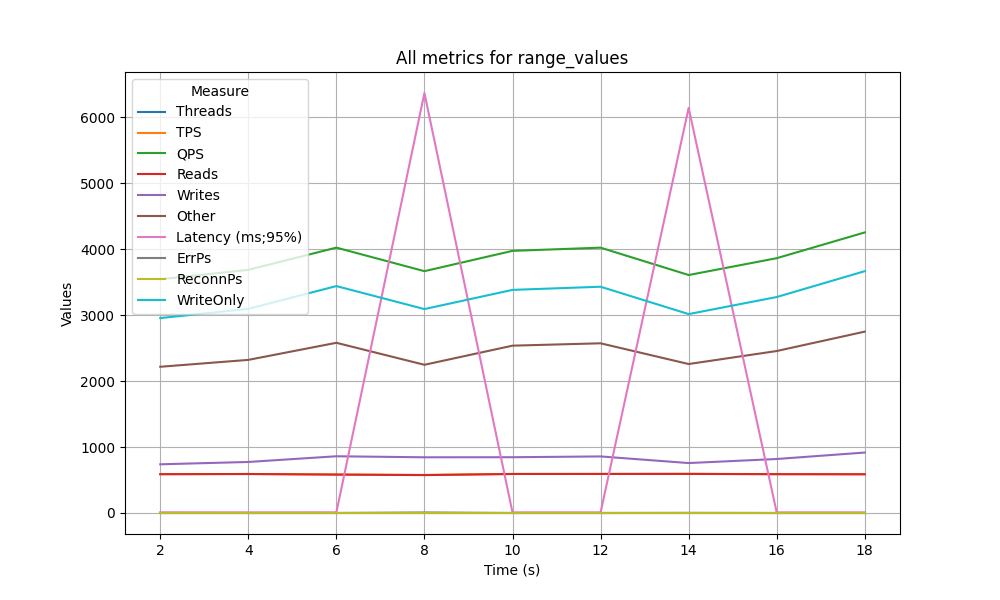 All metrics for range_values
Measure
Threads
TPS
QPS
Reads
Writes
Other
Latency (ms;95%)
ErrPs
ReconnPs
WriteOnly
Values
6000
5000
4000
3000
2000
1000
0
2 4 6 8 10 12 14 16 18
Time (s)